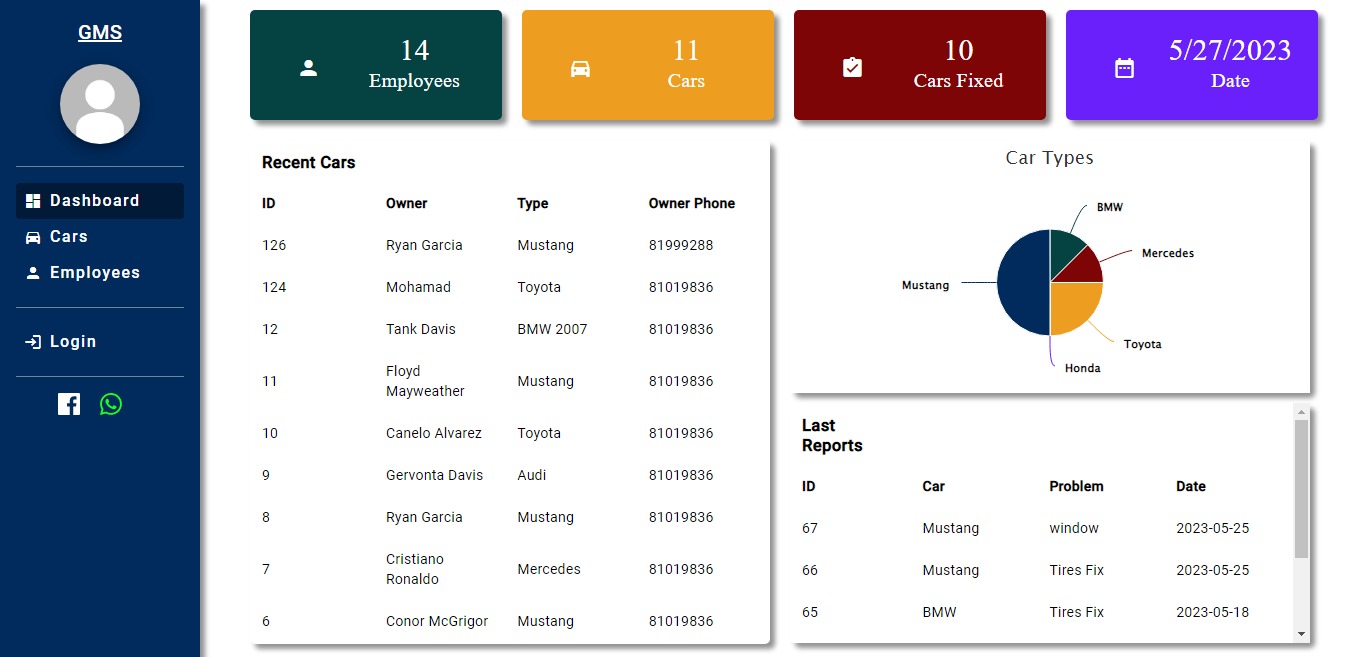 GMS
Dashboard
Cars
Employees
Login
14
Employees
11
Cars
10
Cars Fixed
5/27/2023
Date
Recent Cars
ID Owner Type Owner Phone
126 Ryan Garcia Mustang 81999288
124 Mohamad Toyota 81019836
12 Tank Davis BMW 2007 81019836
11 Floyd Mayweather Mustang 81019836
10 Canelo Alvarez Toyota 81019836
9 Gervonta Davis Audi 81019836
8 Ryan Garcia Mustang 81019836
7 Cristiano Ronaldo Mercedes 81019836
6 Conor McGrigor Mustang 81019836
Car Types
BMW
Mercedes
Mustang
Toyota
Honda
Last
Reports
ID Car Problem Date
67 Mustang window 2023-05-25
66 Mustang Tires Fix 2023-05-25
65 BMW Tires Fix 2023-05-18